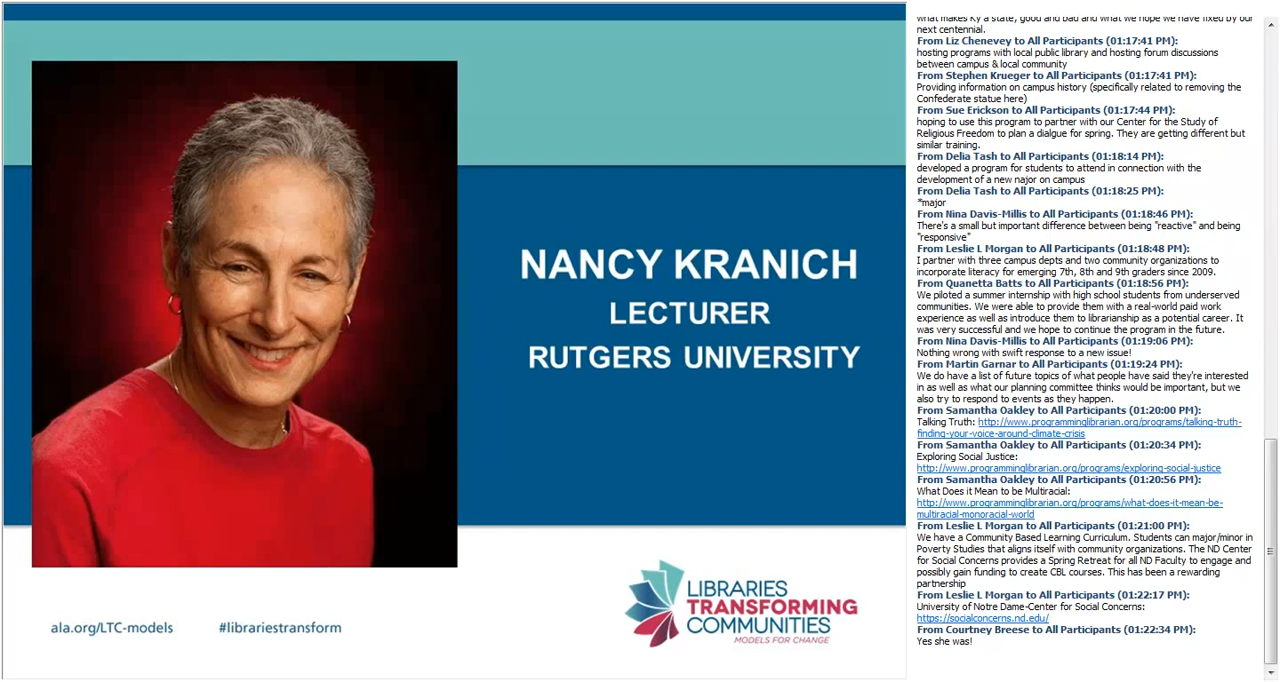 NANCY KRANICH
LECTURER
RUTGERS UNIVERSITY
ala.org/LTC-models
#librariestransform
LIBRARIES
TRANSFORMING
COMMUNITIES
MODELS FOR CHANGE
what makes Ky a state, good and bad and what we hope we have fixed by our
next centennial.
From Liz Chenevey to All Participants (01:17:41 PM):
hosting programs with local public library and hosting forum discussions
between campus & local community
From Stephen Krueger to All Participants (01:17:41 PM):
Providing information on campus history (specifically related to removing the
Confederate statue here)
From Sue Erickson to All Participants (01:17:44 PM):
hoping to use this program to partner with our Center for the Study of
Religious Freedom to plan a dialgue for spring. They are getting different but
similar training.
From Delia Tash to All Participants (01:18:14 PM):
developed a program for students to attend in connection with the
development of a new najor on campus
From Delia Tash to All Participants (01:18:25 PM):
*major
From Nina Davis-Millis to All Participants (01:18:46 PM):
There's a small but important difference between being "reactive" and being
"responsive"
From Leslie L Morgan to All Participants (01:18:48 PM):
I partner with three campus depts and two community organizations to
incorporate literacy for emerging 7th, 8th and 9th graders since 2009.
From Quanetta Batts to All Participants (01:18:56 PM):
We piloted a summer internship with high school students from underserved
communities. We were able to provide them with a real-world paid work
experience as well as introduce them to librarianship as a potential career. It
was very successful and we hope to continue the program in the future.
From Nina Davis-Millis to All Participants (01:19:06 PM):
Nothing wrong with swift response to a new issue!
From Martin Garnar to All Participants (01:19:24 PM):
We do have a list of future topics of what people have said they're interested
in as well as what our planning committee thinks would be important, but we
also try to respond to events as they happen.
From Samantha Oakley to All Participants (01:20:00 PM):
Talking Truth: http://www.programminglibrarian.org/programs/talking-truth-
finding-your-voice-around-climate-crisis
From Samantha Oakley to All Participants (01:20:34 PM):
Exploring Social Justice:
http://www.programminglibrarian.org/programs/exploring-social-justice
From Samantha Oakley to All Participants (01:20:56 PM):
What Does it Mean to be Multiracial:
http://www.programminglibrarian.org/programs/what-does-it-mean-be-
multiracial-monoracial-world
From Leslie L Morgan to All Participants (01:21:00 PM):
We have a Community Based Learning Curriculum. Students can major/minor in
Poverty Studies that aligns itself with community organizations. The ND Center
for Social Concerns provides a Spring Retreat for all ND Faculty to engage and
possibly gain funding to create CBL courses. This has been a rewarding
partnership
From Leslie L Morgan to All Participants (01:22:17 PM):
University of Notre Dame-Center for Social Concerns:
https://socialconcerns.nd.edu/
From Courtney Breese to All Participants (01:22:34 PM):
Yes she was!